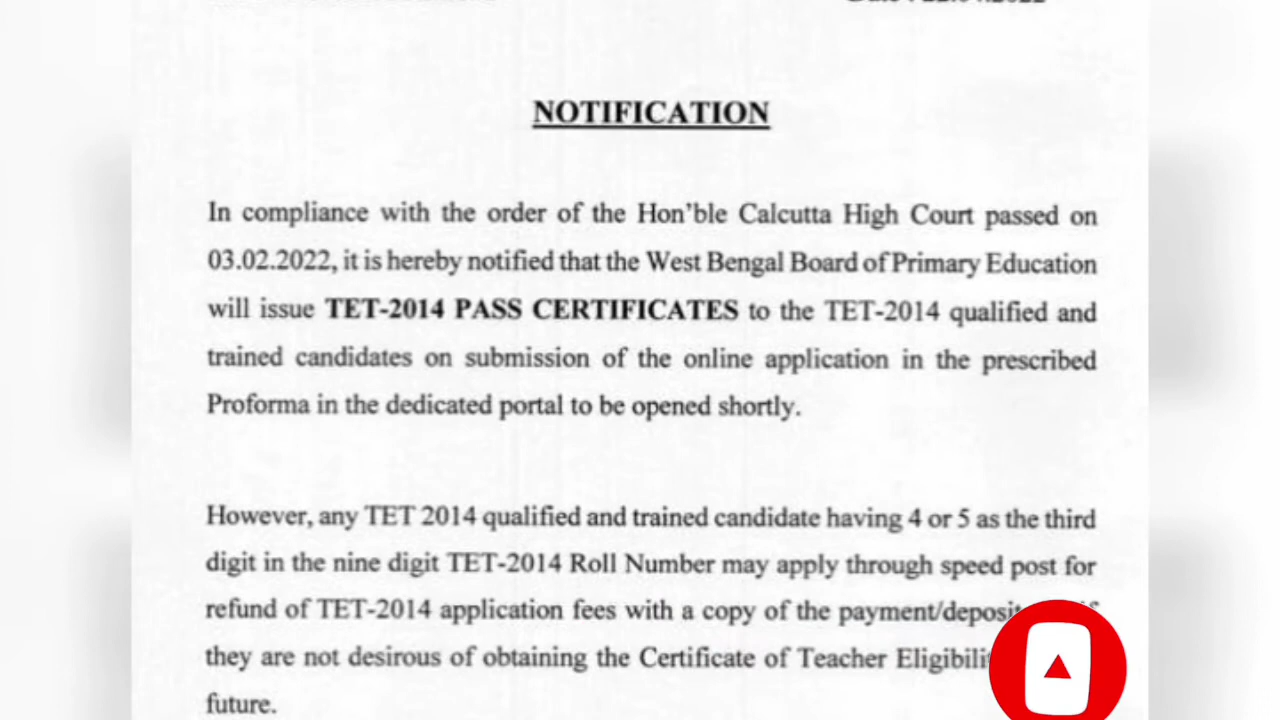 NOTIFICATION
In compliance with the order of the Hon'ble Calcutta High Court passed on
03.02.2022, it is hereby notified that the West Bengal Board of Primary Education
will issue TET-2014 PASS CERTIFICATES to the TET-2014 qualified and
trained candidates on submission of the online application in the prescribed
Proforma in the dedicated portal to be opened shortly.
However, any TET 2014 qualified and trained candidate having 4 or 5 as the third
digit in the nine digit TET-2014 Roll Number may apply through speed post for
refund of TET-2014 application fees with a copy of the payment/deposit
they are not desirous of obtaining the Certificate of Teacher
future.